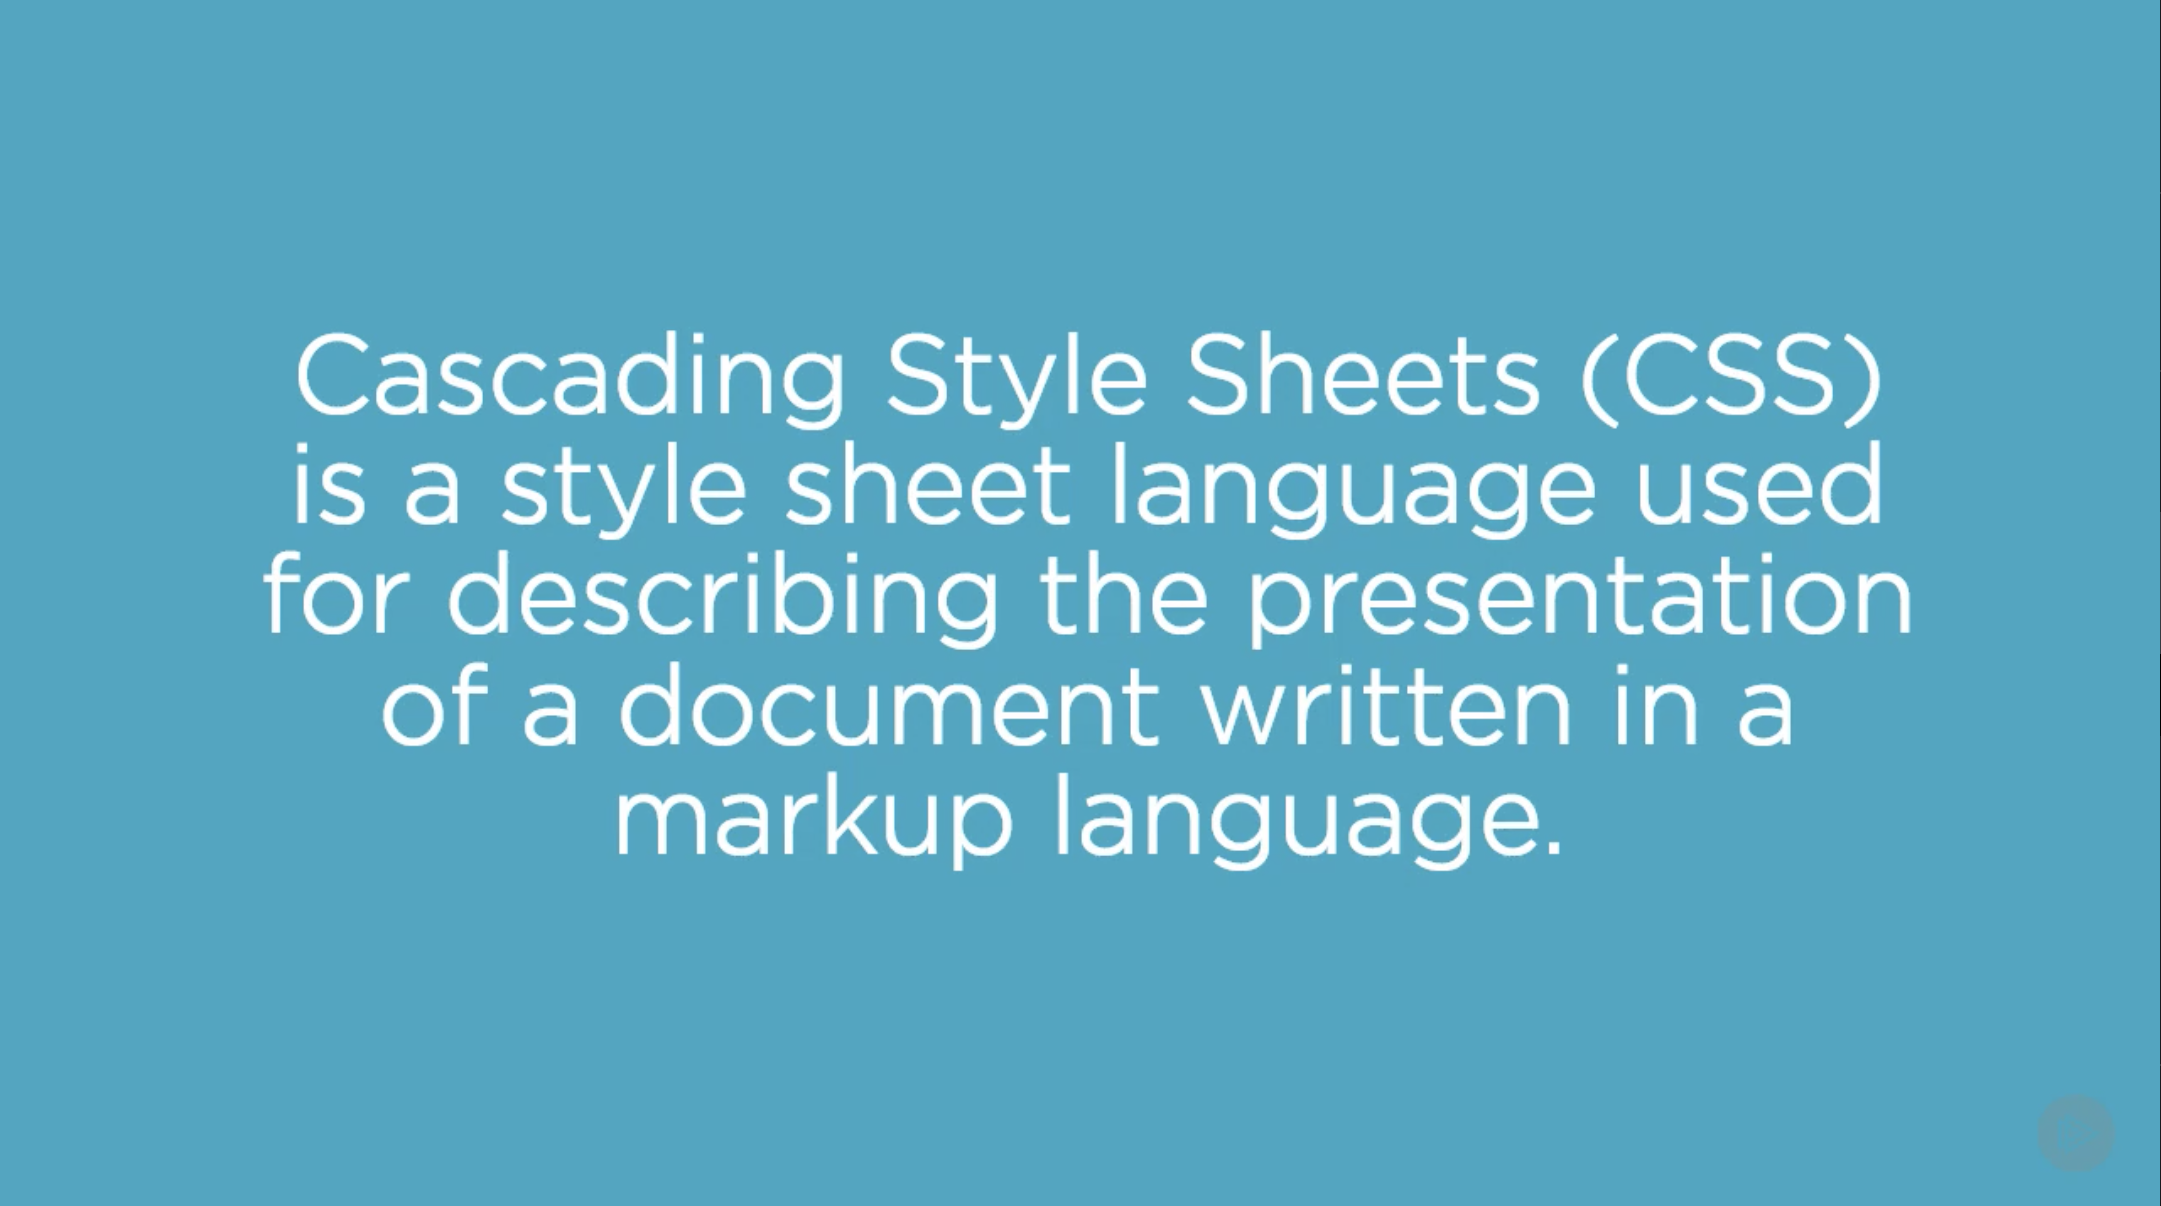 Cascading Style Sheets (CSS)
is a style sheet language used
for describing the presentation
of a document written in a
markup language.